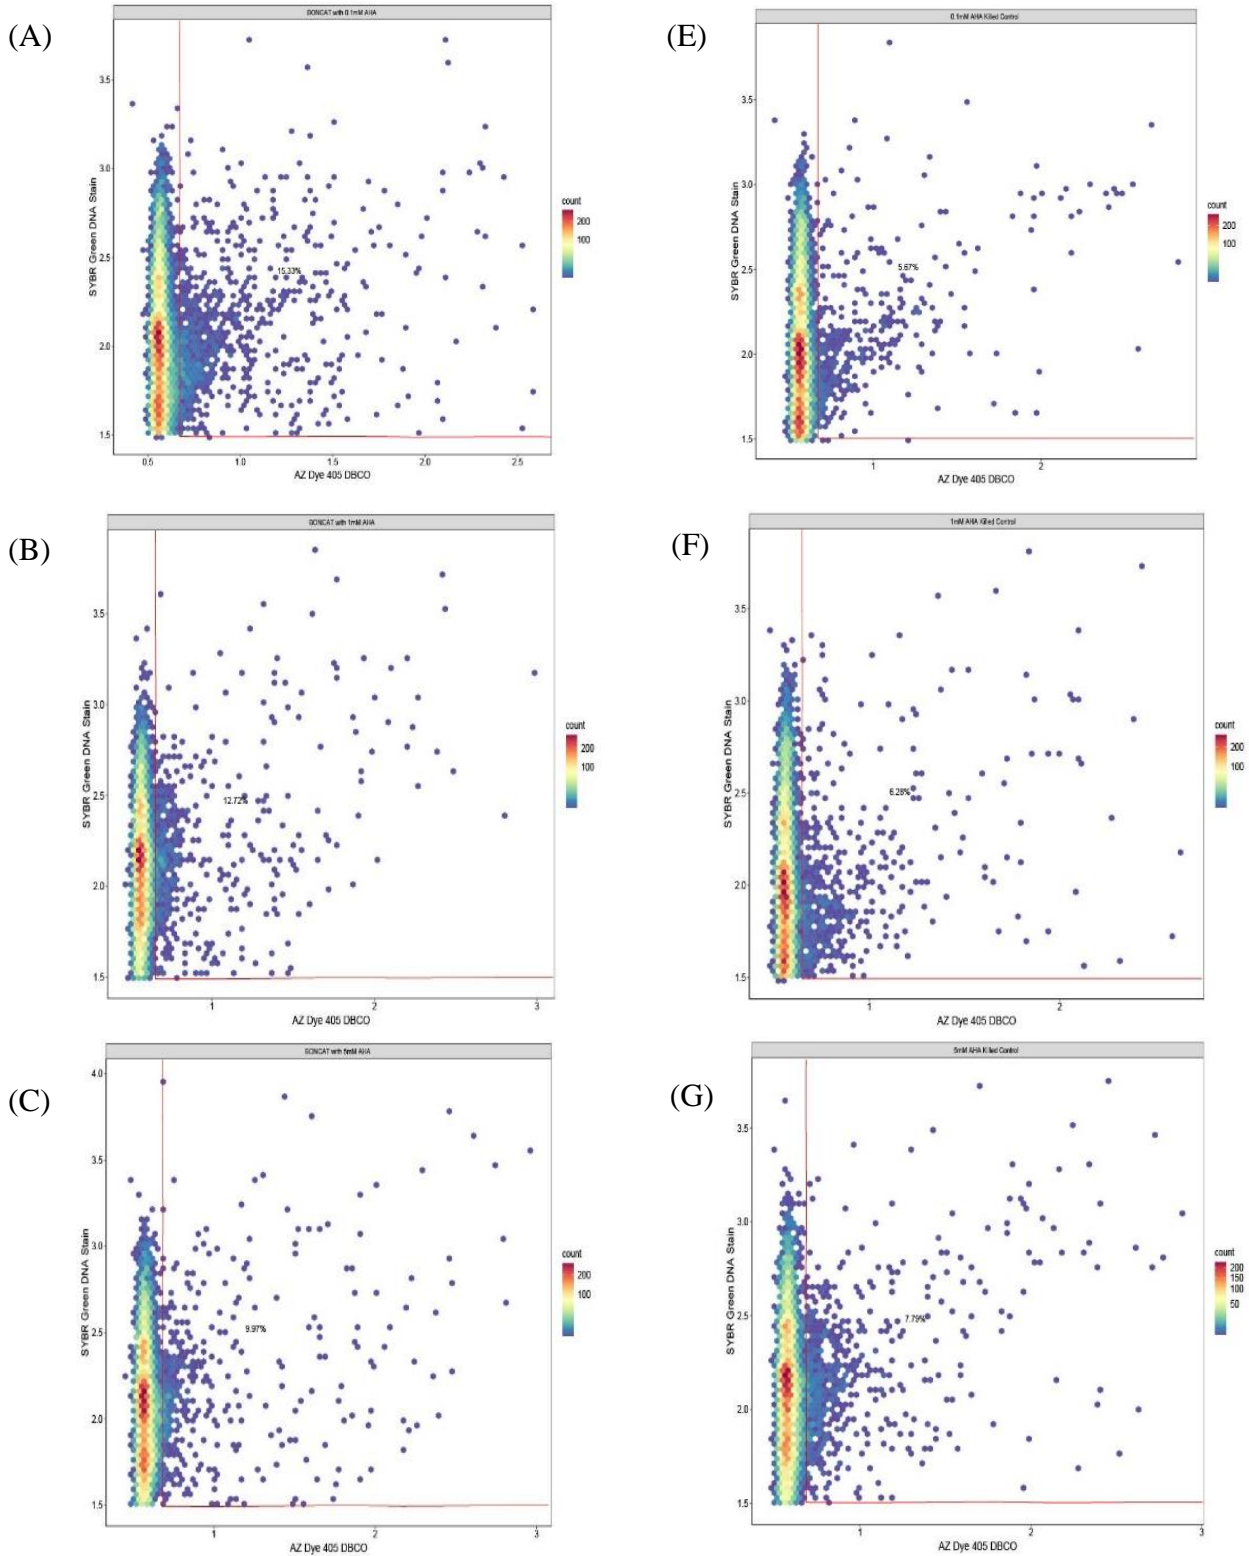 (A)
BONCAT with 0.1mM AHA
SYBR Green DNA Stain
3.5
3.0
2.5
2.0
1.5
15.33%
0.5 1.0 1.5 2.0 2.5
AZ Dye 405 DBCO
count
200
100
(E)
0.1mM AHA Killed Control
SYBR Green DNA Stain
3.5
3.0
2.5
2.0
1.5
5.67%
1 2
AZ Dye 405 DBCO
count
200
100
(B)
BONCAT with 1mM AHA
SYBR Green DNA Stain
3.5
3.0
2.5
2.0
1.5
12.72%
1 2 3
AZ Dye 405 DBCO
count
200
100
(F)
1mM AHA Killed Control
SYBR Green DNA Stain
3.5
3.0
2.5
2.0
1.5
6.28%
1 2
AZ Dye 405 DBCO
count
200
100
(C)
BONCAT with 5mM AHA
SYBR Green DNA Stain
4.0
3.5
3.0
2.5
2.0
1.5
9.97%
1 2 3
AZ Dye 405 DBCO
count
200
100
(G)
5mM AHA Killed Control
SYBR Green DNA Stain
3.5
3.0
2.5
2.0
1.5
7.79%
1 2 3
AZ Dye 405 DBCO
count
200
150
100
50